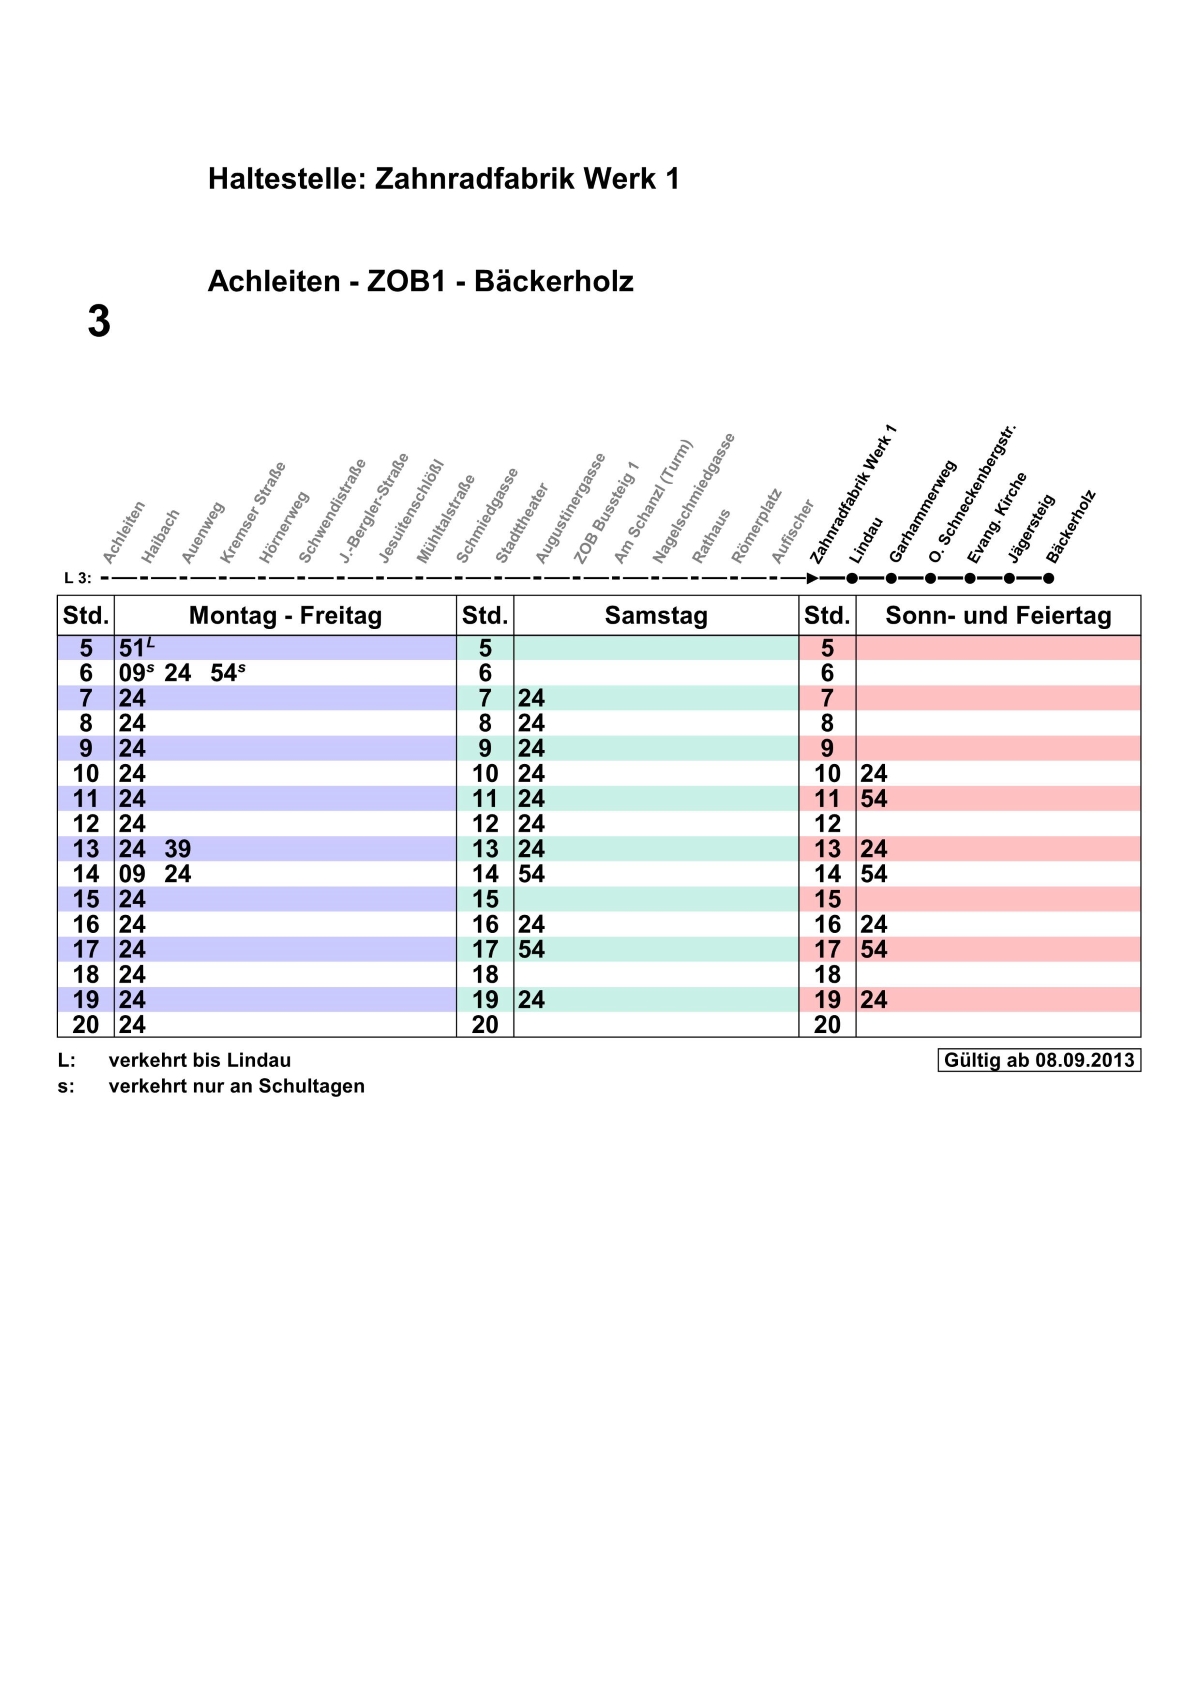 Haltestelle: Zahnradfabrik Werk 1
Achleiten - ZOB1 - Bäckerholz
3
Achleiten
Haibach
Auenweg
Kremser Straße
Hörnerweg
Schwendistraße
J.-Bergler-Straße
Jesuitenschlößl
Mühltalstraße
Schmiedgasse
Stadttheater
Augustinergasse
ZOB Bussteig 1
Am Schanzl (Turm)
Nagelschmiedgasse
Rathaus
Römerplatz
Aufischer
Zahnradfabrik Werk 1
Lindau
Garhammerweg
O. Schneckenbergstr.
Evang. Kirche
Jägersteig
Bäckerholz
L 3:
Std. Montag - Freitag Std. Samstag Std. Sonn- und Feiertag
5 51L 5 5
6 09s 24 54s 6 6
7 24 7 24 7
8 24 8 24 8
9 24 9 24 9
10 24 10 24 10 24
11 24 11 24 11 54
12 24 12 24 12
13 24 39 13 24 13 24
14 09 24 14 54 14 54
15 24 15 15
16 24 16 24 16 24
17 24 17 54 17 54
18 24 18 18
19 24 19 24 19 24
20 24 20 20
L: verkehrt bis Lindau Gültig ab 08.09.2013
s: verkehrt nur an Schultagen